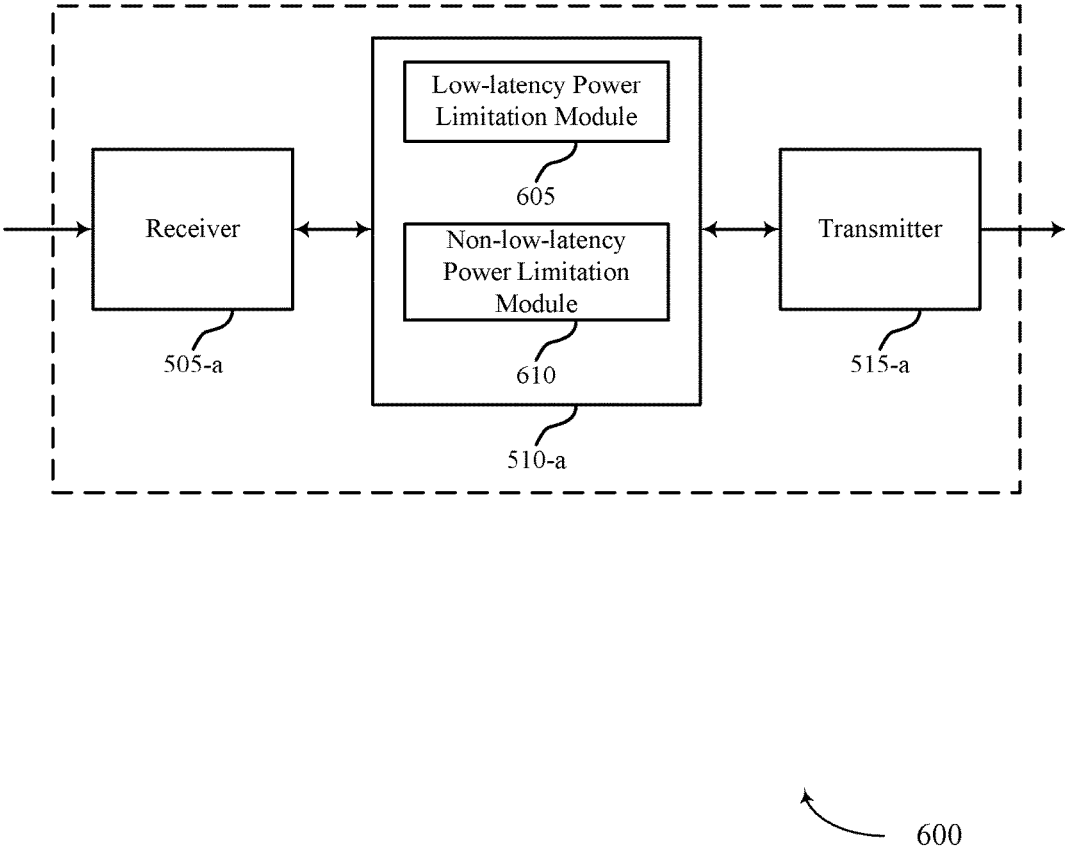 Low-latency Power
Limitation Module
605
Receiver
505-a
Non-low-latency
Power Limitation
Module
610
510-a
Transmitter
515-a
600